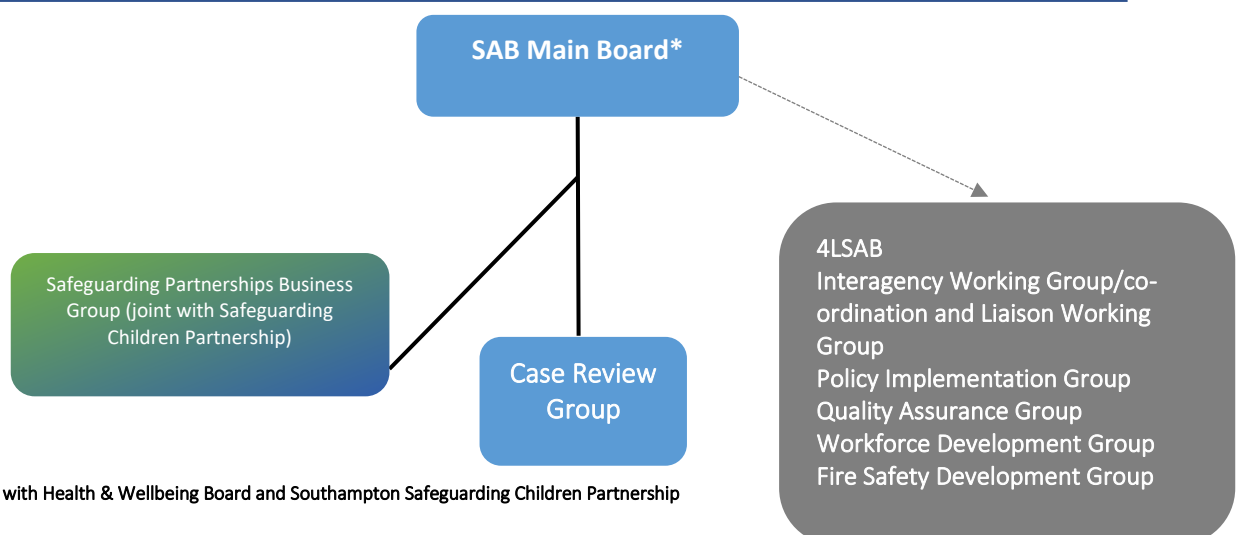 SAB Main Board*
Safeguarding Partnerships Business
Group (joint with Safeguarding
Children Partnership)
Case Review
Group
4LSAB
Interagency Working Group/co-
ordination and Liaison Working
Group
Policy Implementation Group
Quality Assurance Group
Workforce Development Group
Fire Safety Development Group
with Health & Wellbeing Board and Southampton Safeguarding Children Partnership